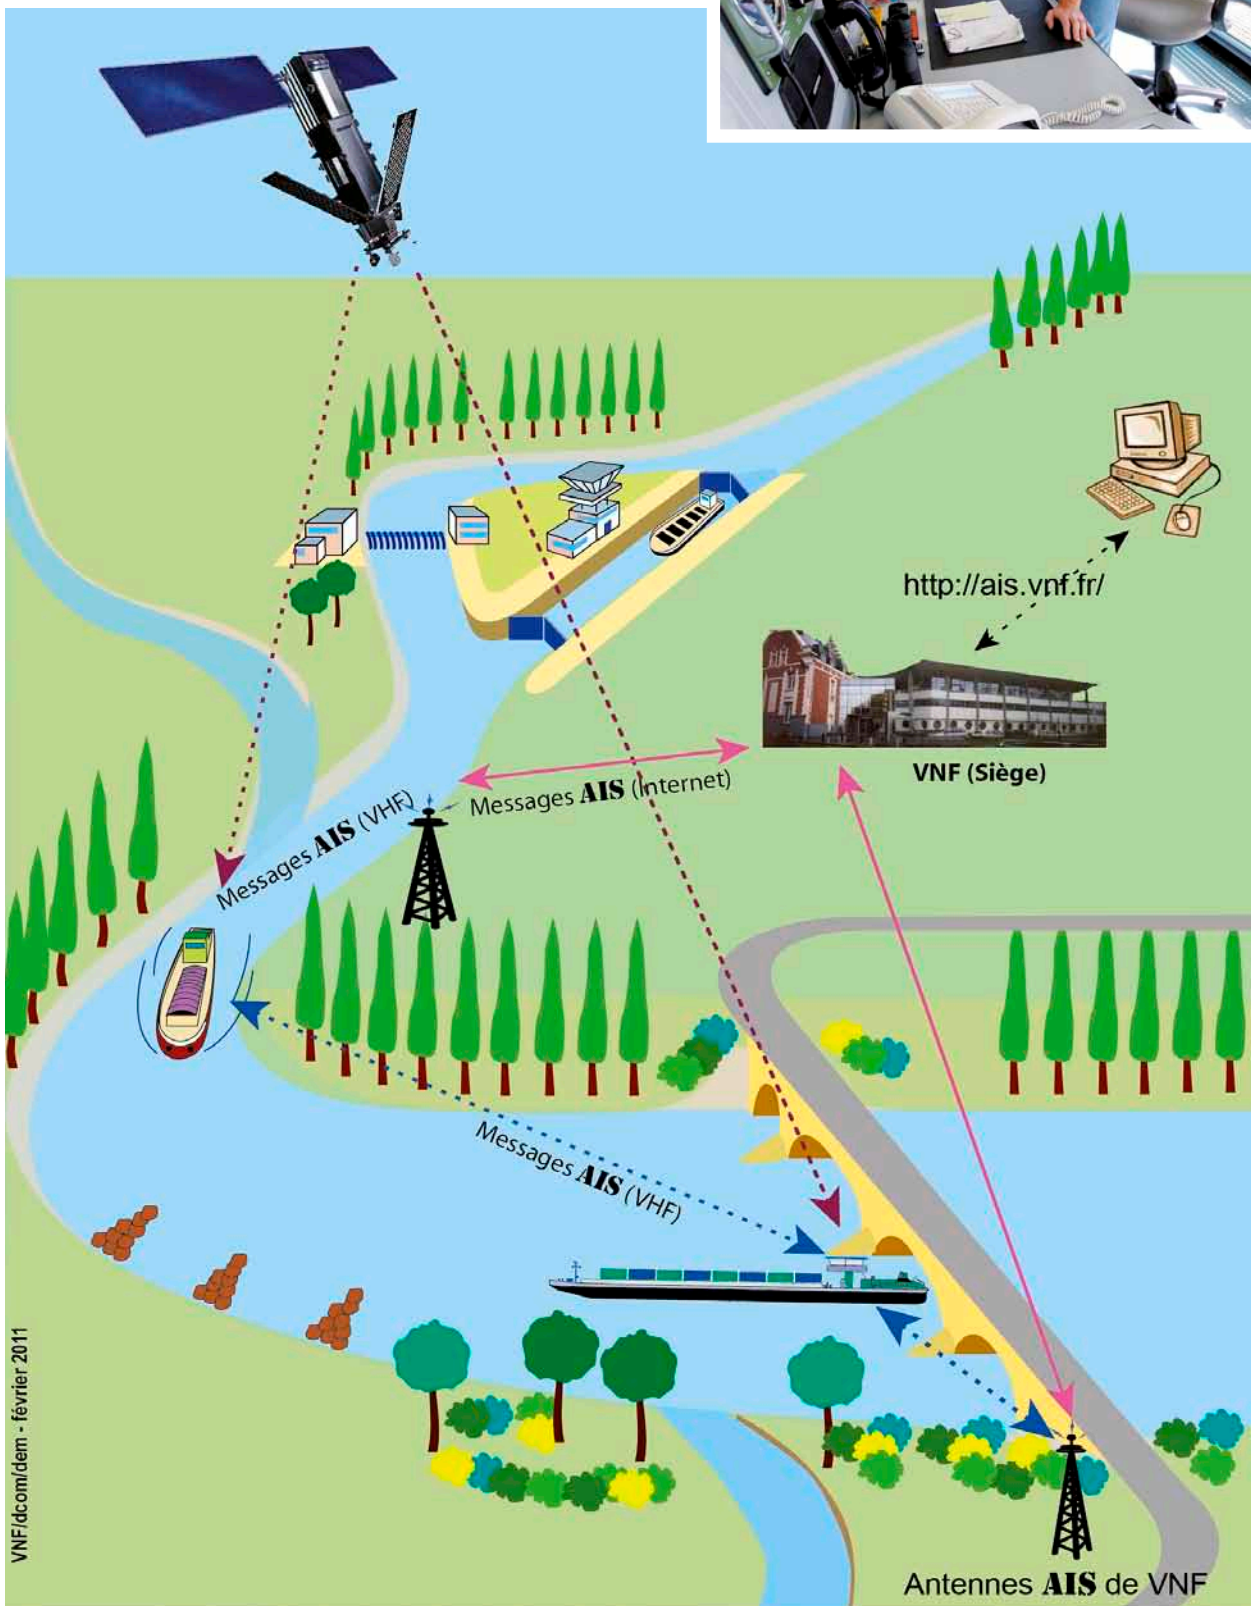 http://ais.vnf.fr/
VNF (Siège)
Messages AIS (Internet)
Messages AIS (VHF)
Messages AIS (VHF)
VNF/dcom/dem - février 2011
Antennes AIS de VNF